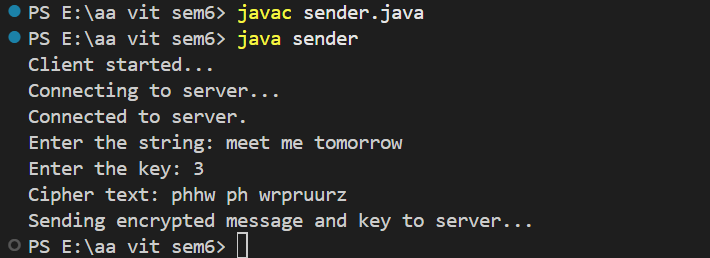 PS E:\aa vit sem6> javac sender.java
PS E:\aa vit sem6> java sender
Client started...
Connecting to server...
Connected to server.
Enter the string: meet me tomorrow
Enter the key: 3
Cipher text: phhw ph wrpruurz
Sending encrypted message and key to server...
PS E:\aa vit sem6>